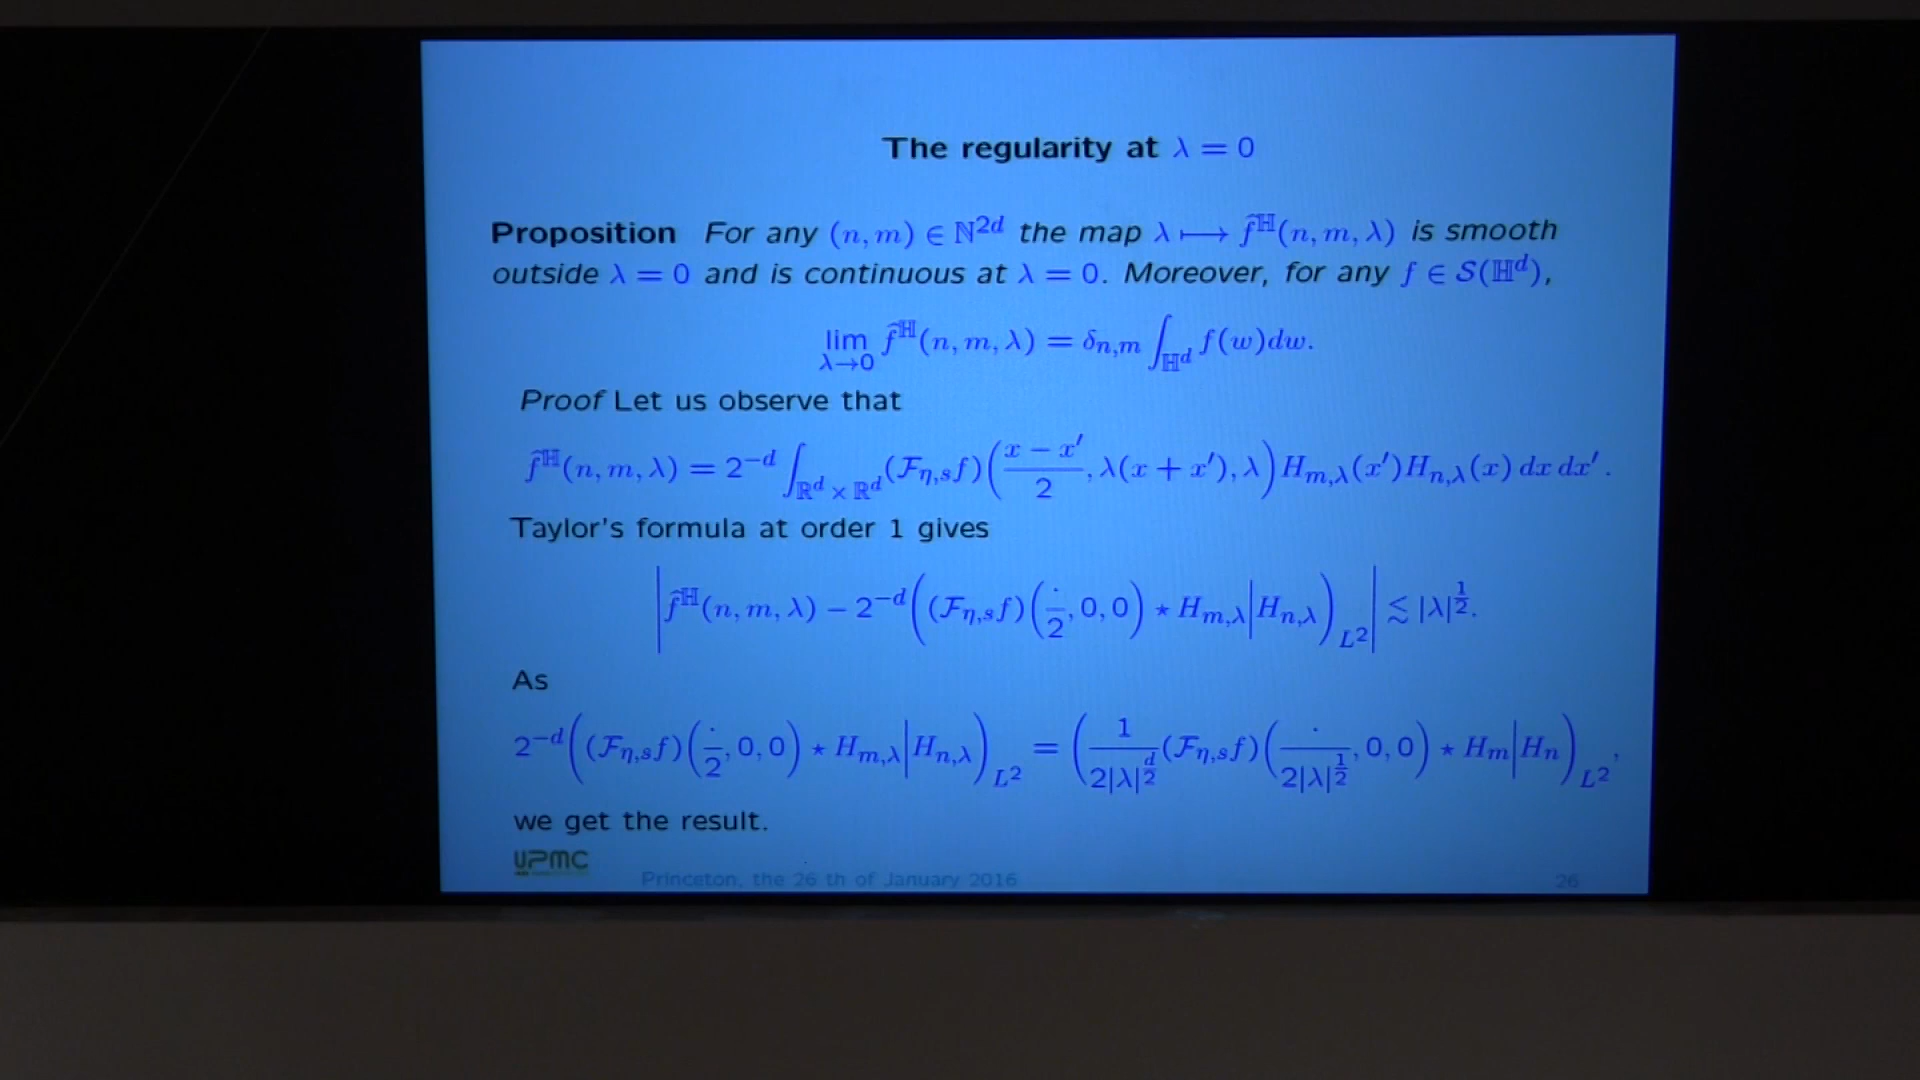 The regularity at λ = 0
Proposition For any (n, m) ∈ ℕ^{2d} the map λ ⟼ f̂^ℍ(n, m, λ) is smooth
outside λ = 0 and is continuous at λ = 0. Moreover, for any f ∈ 𝒮(ℍ^d),
lim_{λ→0} f̂^ℍ(n, m, λ) = δ_{n,m} ∫_{ℍ^d} f(w)dw.
Proof Let us observe that
f̂^ℍ(n, m, λ) = 2^{-d} ∫_{ℝ^d × ℝ^d} (ℱ_{η,s}f)((x − x′)/2, λ(x + x′), λ) H_{m,λ}(x′)H_{n,λ}(x) dx dx′.
Taylor's formula at order 1 gives
|f̂^ℍ(n, m, λ) − 2^{-d}((ℱ_{η,s}f)(·/2, 0, 0) ⋆ H_{m,λ}|H_{n,λ})_{L²}| ≲ |λ|^{1/2}.
As
2^{-d}((ℱ_{η,s}f)(·/2, 0, 0) ⋆ H_{m,λ}|H_{n,λ})_{L²} = (1/(2|λ|^{d/2}) (ℱ_{η,s}f)(·/(2|λ|^{1/2}), 0, 0) ⋆ H_m|H_n)_{L²},
we get the result.
UPMC
Princeton, the 26 th of January 2016
26